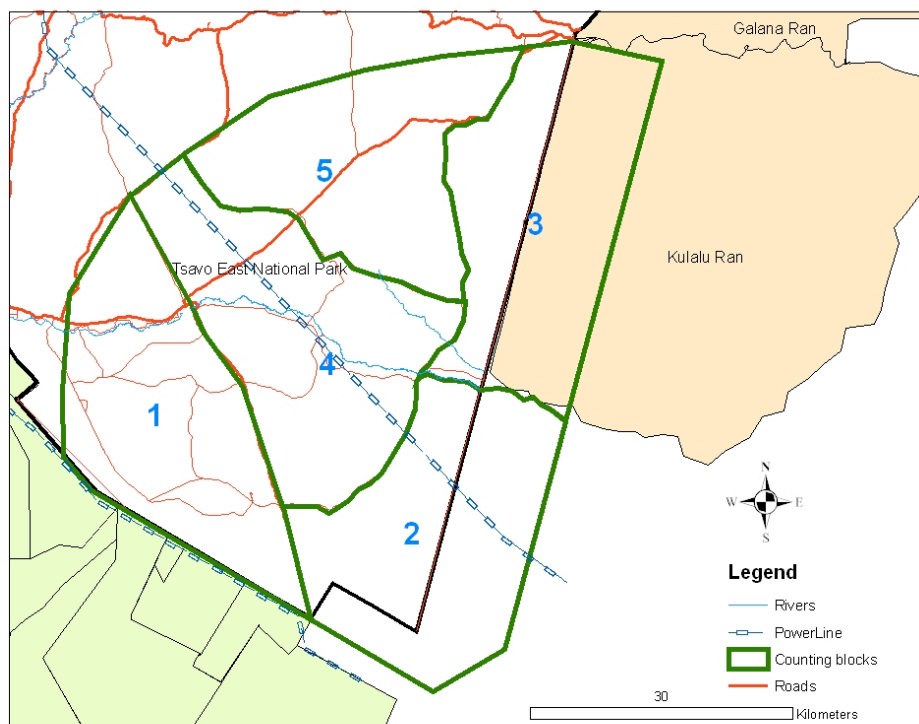 Galana Ran
5
3
Kulalu Ran
Tsavo East National Park
4
1
2
N
W
E
S
Legend
Rivers
PowerLine
Counting blocks
Roads
30
Kilometers